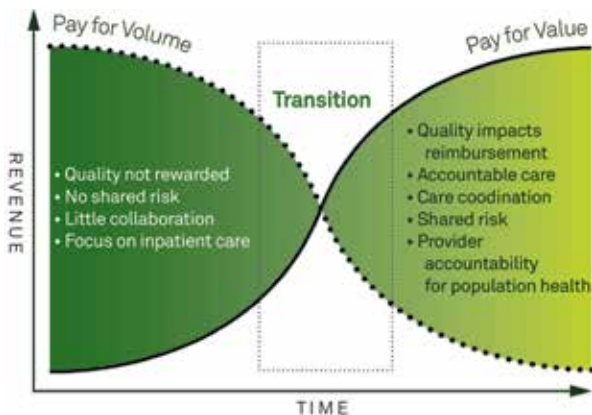 Pay for Volume
Pay for Value
Transition
REVENUE
• Quality not rewarded
• No shared risk
• Little collaboration
• Focus on inpatient care
• Quality impacts
reimbursement
• Accountable care
• Care coodination
• Shared risk
• Provider
accountability
for population health
TIME